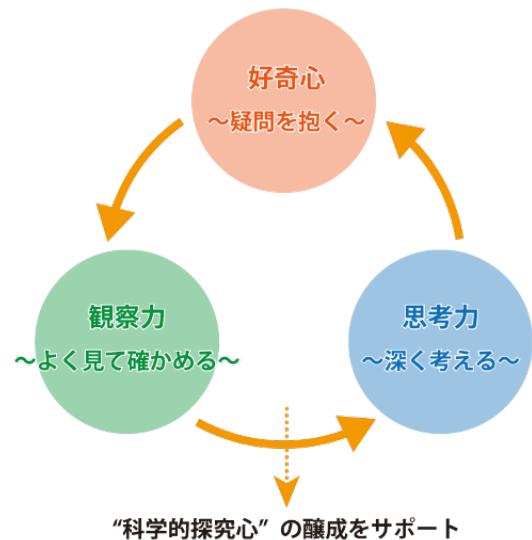 好奇心
～疑問を抱く～
観察力
～よく見て確かめる～
思考力
～深く考える～
“科学的探究心”の醸成をサポート